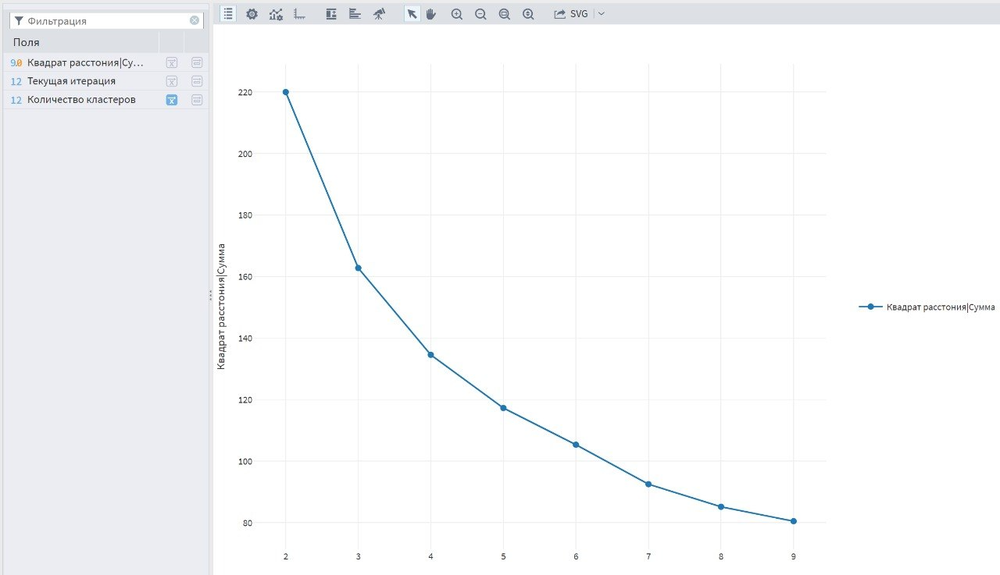 Фильтрация
SVG
Поля
9.0 Квадрат расстония|Су...
12 Текущая итерация
12 Количество кластеров
220
200
180
160
140
120
100
80
Квадрат расстония|Сумма
2 3 4 5 6 7 8 9
Квадрат расстония|Сумма